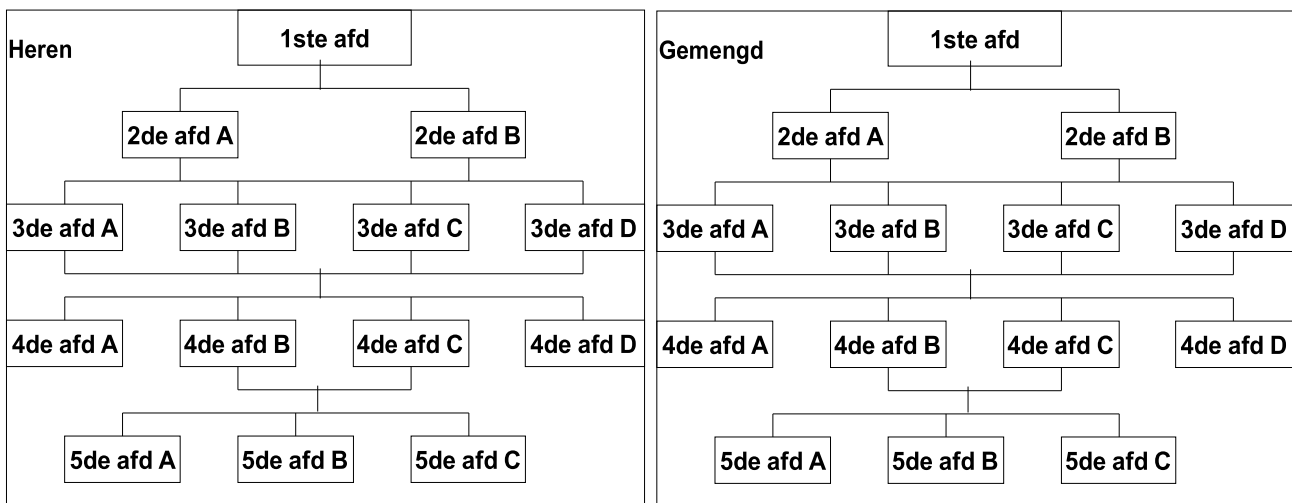 Heren
1ste afd
2de afd A
2de afd B
3de afd A
3de afd B
3de afd C
3de afd D
4de afd A
4de afd B
4de afd C
4de afd D
5de afd A
5de afd B
5de afd C
Gemengd
1ste afd
2de afd A
2de afd B
3de afd A
3de afd B
3de afd C
3de afd D
4de afd A
4de afd B
4de afd C
4de afd D
5de afd A
5de afd B
5de afd C